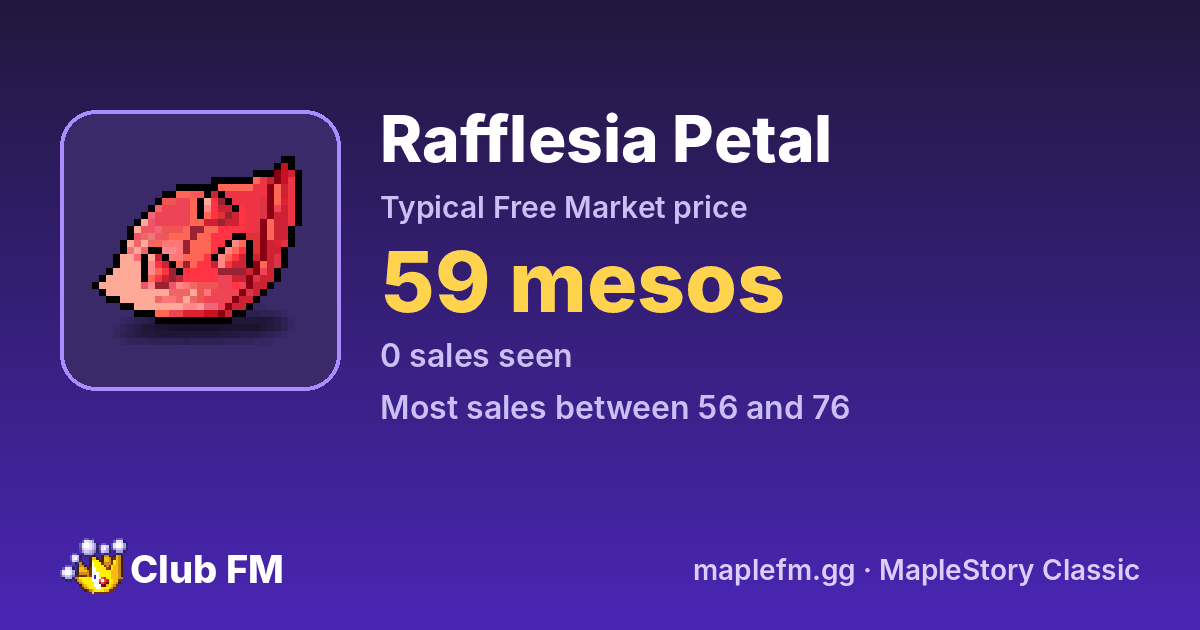 Rafflesia Petal
Typical Free Market price
59 mesos
0 sales seen
Most sales between 56 and 76
Club FM
maplefm.gg · MapleStory Classic